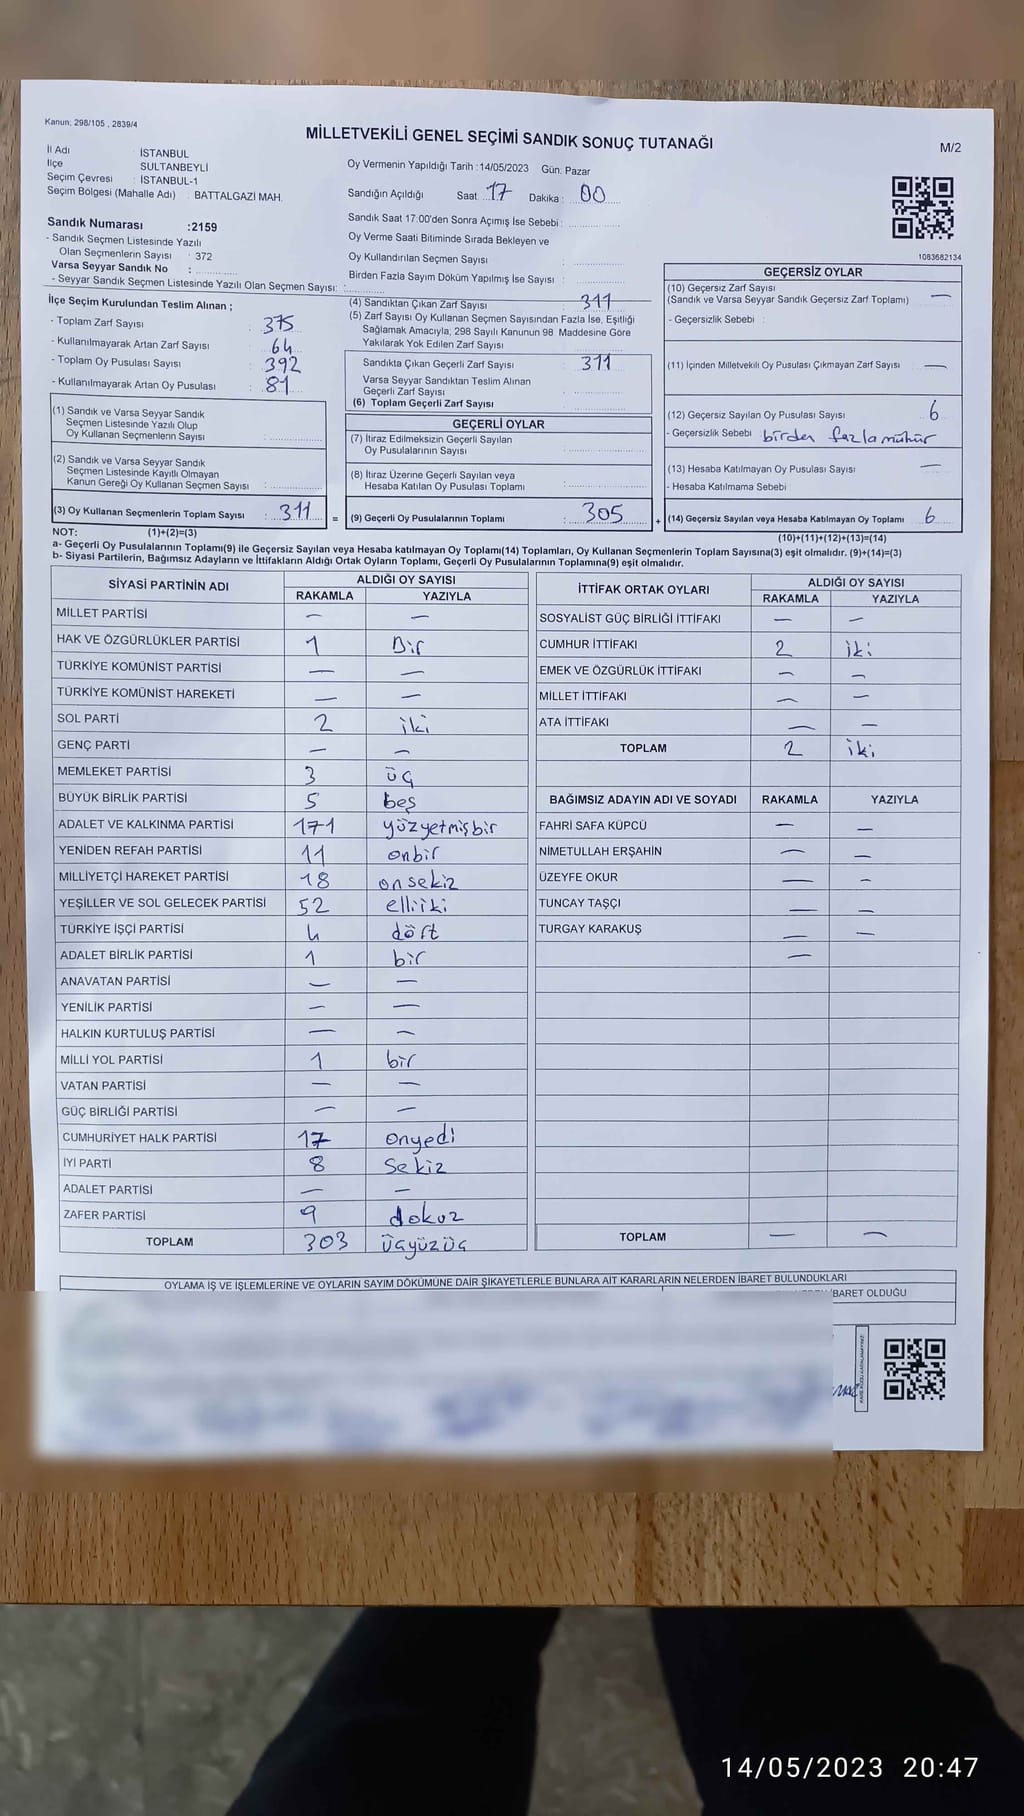 Kanun: 298/105 , 2839/4
MİLLETVEKİLİ GENEL SEÇİMİ SANDIK SONUÇ TUTANAĞI
M/2
İl Adı İSTANBUL
İlçe SULTANBEYLİ
Seçim Çevresi : İSTANBUL-1
Seçim Bölgesi (Mahalle Adı) : BATTALGAZİ MAH.
Oy Vermenin Yapıldığı Tarih :14/05/2023 Gün: Pazar
Sandığın Açıldığı Saat 17 Dakika : 00
Sandık Saat 17:00'den Sonra Açımış İse Sebebi :
Oy Verme Saati Bitiminde Sırada Bekleyen ve
Oy Kullandırılan Seçmen Sayısı :
Birden Fazla Sayım Döküm Yapılmış İse Sayısı :
Sandık Numarası :2159
- Sandık Seçmen Listesinde Yazılı
Olan Seçmenlerin Sayısı : 372
Varsa Seyyar Sandık No :
- Seyyar Sandık Seçmen Listesinde Yazılı Olan Seçmen Sayısı:
1083682134
İlçe Seçim Kurulundan Teslim Alınan ;
- Toplam Zarf Sayısı : 375
- Kullanılmayarak Artan Zarf Sayısı : 64
- Toplam Oy Pusulası Sayısı : 392
- Kullanılmayarak Artan Oy Pusulası : 81
(1) Sandık ve Varsa Seyyar Sandık
Seçmen Listesinde Yazılı Olup
Oy Kullanan Seçmenlerın Sayısı :
(2) Sandık ve Varsa Seyyar Sandık
Seçmen Listesinde Kayıtlı Olmayan
Kanun Gereği Oy Kullanan Seçmen Sayısı :
(3) Oy Kullanan Seçmenlerin Toplam Sayısı : 311
(4) Sandıktan Çıkan Zarf Sayısı : 311
(5) Zarf Sayısı Oy Kullanan Seçmen Sayısından Fazla İse, Eşitliği
Sağlamak Amacıyla, 298 Sayılı Kanunun 98. Maddesine Göre
Yakılarak Yok Edilen Zarf Sayısı :
Sandıkta Çıkan Geçerli Zarf Sayısı : 311
Varsa Seyyar Sandıktan Teslim Alınan
Geçerli Zarf Sayısı :
(6) Toplam Geçerli Zarf Sayısı :
GEÇERLİ OYLAR
(7) İtiraz Edilmeksizin Geçerli Sayılan
Oy Pusulalarının Sayısı :
(8) İtiraz Üzerine Geçerli Sayılan veya
Hesaba Katılan Oy Pusulası Toplamı :
= (9) Geçerli Oy Pusulalarının Toplamı : 305
GEÇERSİZ OYLAR
(10) Geçersiz Zarf Sayısı
(Sandık ve Varsa Seyyar Sandık Geçersiz Zarf Toplamı) : —
- Geçersizlik Sebebi :
(11) İçinden Milletvekili Oy Pusulası Çıkmayan Zarf Sayısı : —
(12) Geçersiz Sayılan Oy Pusulası Sayısı 6
- Geçersizlik Sebebi birden fazla mühür
(13) Hesaba Katılmayan Oy Pusulası Sayısı : —
- Hesaba Katılmama Sebebi
+ (14) Geçersiz Sayılan veya Hesaba Katılmayan Oy Toplamı 6
NOT: (1)+(2)=(3)
(10)+(11)+(12)+(13)=(14)
a- Geçerli Oy Pusulalarının Toplamı(9) ile Geçersiz Sayılan veya Hesaba katılmayan Oy Toplamı(14) Toplamları, Oy Kullanan Seçmenlerin Toplam Sayısına(3) eşit olmalıdır. (9)+(14)=(3)
b- Siyasi Partilerin, Bağımsız Adayların ve İttifakların Aldığı Ortak Oyların Toplamı, Geçerli Oy Pusulalarının Toplamına(9) eşit olmalıdır.
SİYASİ PARTİNİN ADI ALDIĞI OY SAYISI
RAKAMLA YAZIYLA
MİLLET PARTİSİ — —
HAK VE ÖZGÜRLÜKLER PARTİSİ 1 Bir
TÜRKİYE KOMÜNİST PARTİSİ — —
TÜRKİYE KOMÜNİST HAREKETİ — —
SOL PARTİ 2 iki
GENÇ PARTİ — —
MEMLEKET PARTİSİ 3 üç
BÜYÜK BİRLİK PARTİSİ 5 beş
ADALET VE KALKINMA PARTİSİ 171 yüzyetmişbir
YENİDEN REFAH PARTİSİ 11 onbir
MİLLİYETÇİ HAREKET PARTİSİ 18 onsekiz
YEŞİLLER VE SOL GELECEK PARTİSİ 52 elliiki
TÜRKİYE İŞÇİ PARTİSİ 4 dört
ADALET BİRLİK PARTİSİ 1 bir
ANAVATAN PARTİSİ — —
YENİLİK PARTİSİ — —
HALKIN KURTULUŞ PARTİSİ — —
MİLLİ YOL PARTİSİ 1 bir
VATAN PARTİSİ — —
GÜÇ BİRLİĞİ PARTİSİ — —
CUMHURİYET HALK PARTİSİ 17 onyedi
İYİ PARTİ 8 sekiz
ADALET PARTİSİ — —
ZAFER PARTİSİ 9 dokuz
TOPLAM 303 üçyüzüç
İTTİFAK ORTAK OYLARI ALDIĞI OY SAYISI
RAKAMLA YAZIYLA
SOSYALİST GÜÇ BİRLİĞİ İTTİFAKI — —
CUMHUR İTTİFAKI 2 iki
EMEK VE ÖZGÜRLÜK İTTİFAKI — —
MİLLET İTTİFAKI — —
ATA İTTİFAKI — —
TOPLAM 2 iki
BAĞIMSIZ ADAYIN ADI VE SOYADI RAKAMLA YAZIYLA
FAHRİ SAFA KÜPCÜ — —
NİMETULLAH ERŞAHİN — —
ÜZEYFE OKUR — —
TUNCAY TAŞÇI — —
TURGAY KARAKUŞ — —
—
TOPLAM — —
OYLAMA İŞ VE İŞLEMLERİNE VE OYLARIN SAYIM DÖKÜMÜNE DAİR ŞİKAYETLERLE BUNLARA AİT KARARLARIN NELERDEN İBARET BULUNDUKLARI
BARET OLDUĞU
14/05/2023 20:47